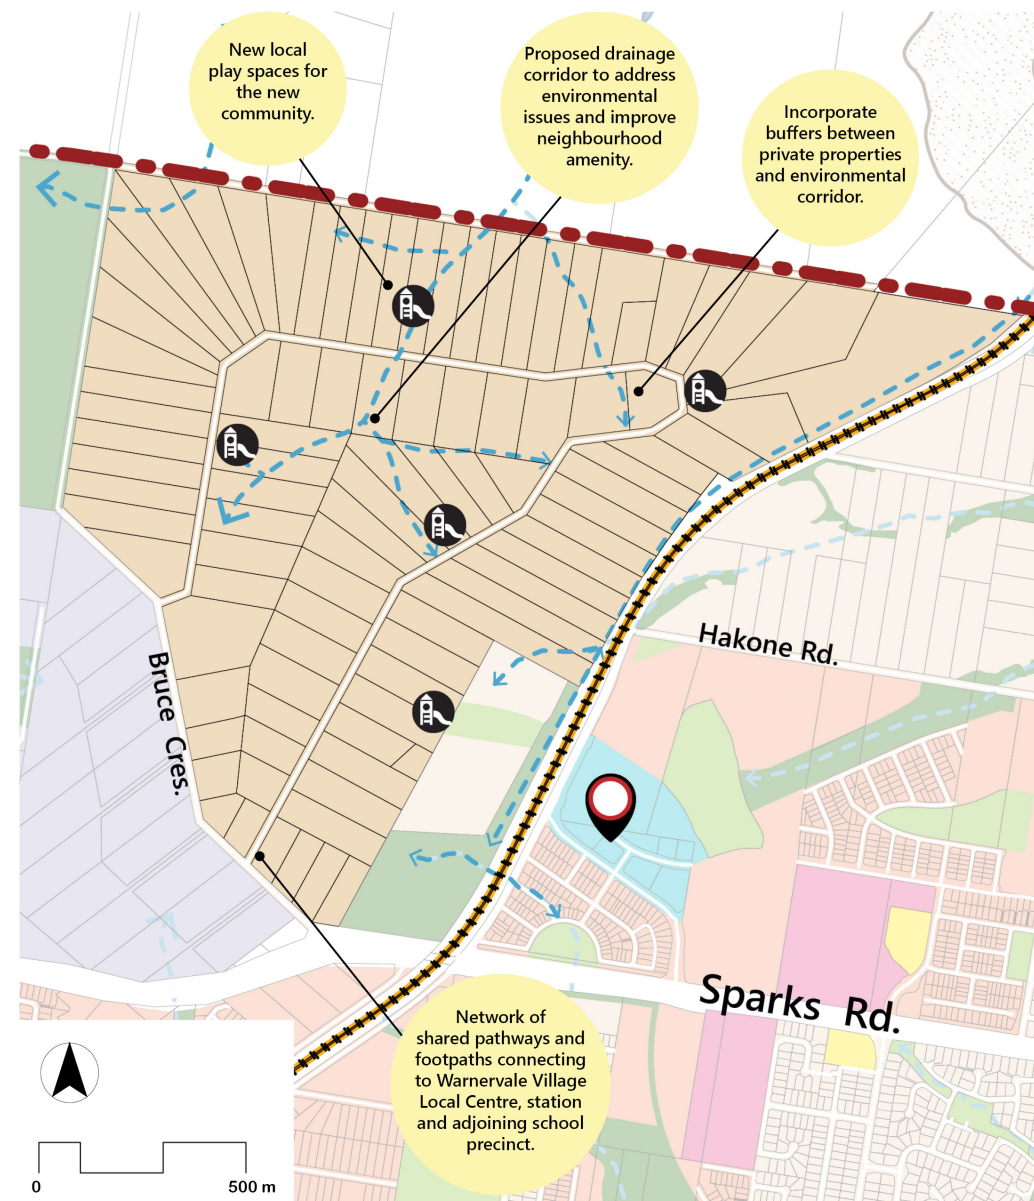 New local
play spaces for
the new
community.
Proposed drainage
corridor to address
environmental
issues and improve
neighbourhood
amenity.
Incorporate
buffers between
private properties
and environmental
corridor.
Hakone Rd.
Bruce Cres.
Sparks Rd.
Network of
shared pathways and
footpaths connecting
to Warnervale Village
Local Centre, station
and adjoining school
precinct.
0
500 m